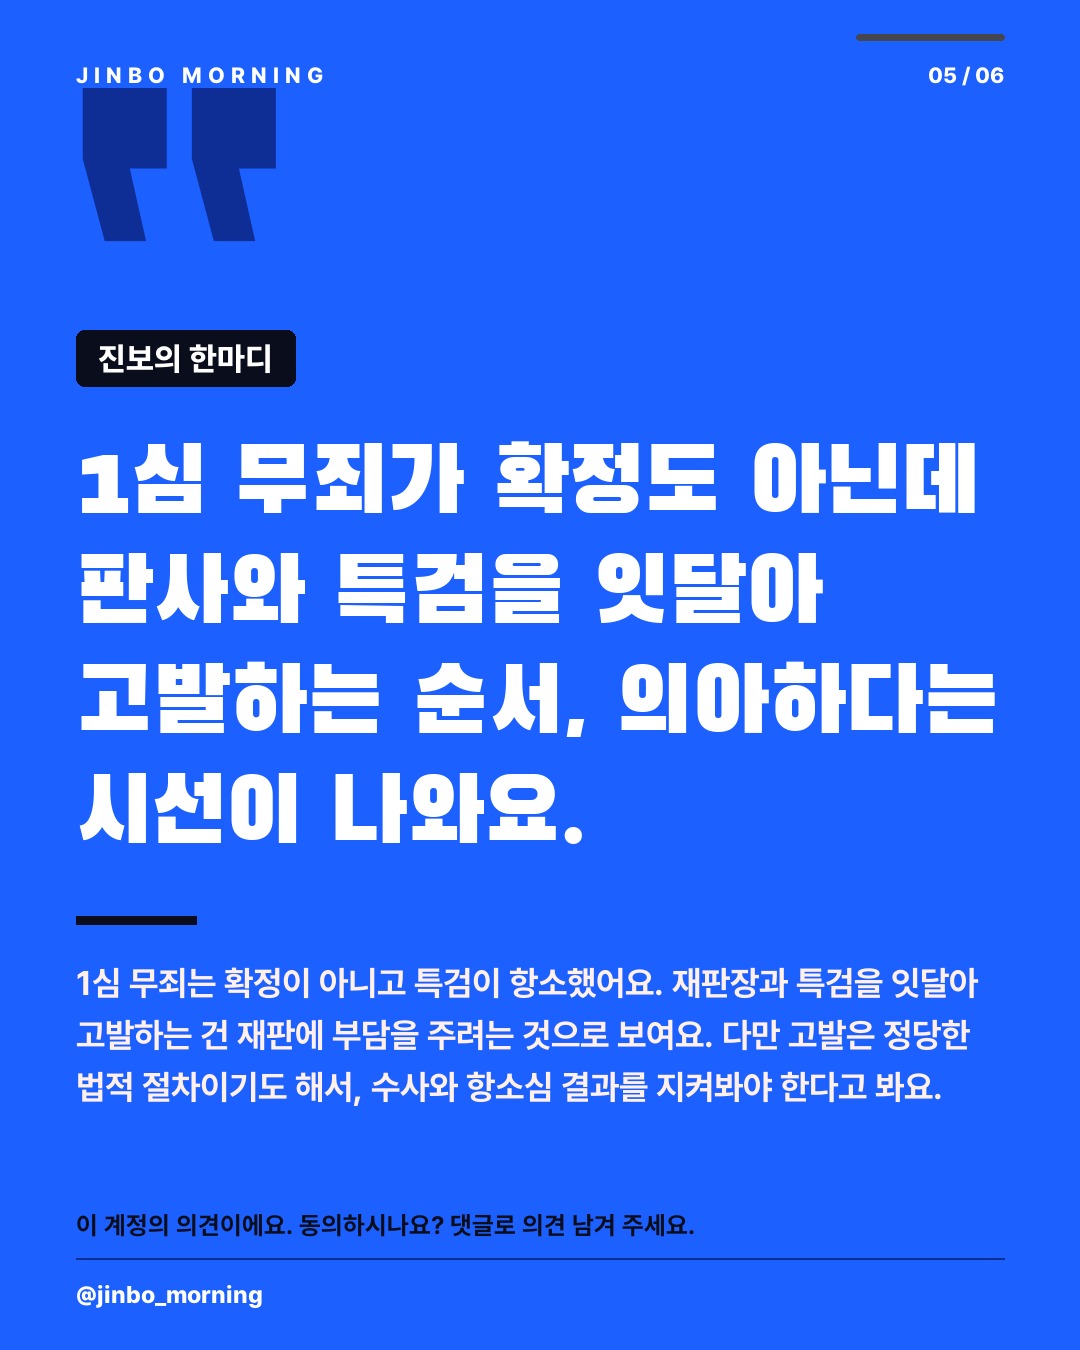 JINBO MORNING
05 / 06
진보의 한마디
1심 무죄가 확정도 아닌데
판사와 특검을 잇달아
고발하는 순서, 의아하다는
시선이 나와요.
1심 무죄는 확정이 아니고 특검이 항소했어요. 재판장과 특검을 잇달아
고발하는 건 재판에 부담을 주려는 것으로 보여요. 다만 고발은 정당한
법적 절차이기도 해서, 수사와 항소심 결과를 지켜봐야 한다고 봐요.
이 계정의 의견이에요. 동의하시나요? 댓글로 의견 남겨 주세요.
@jinbo_morning